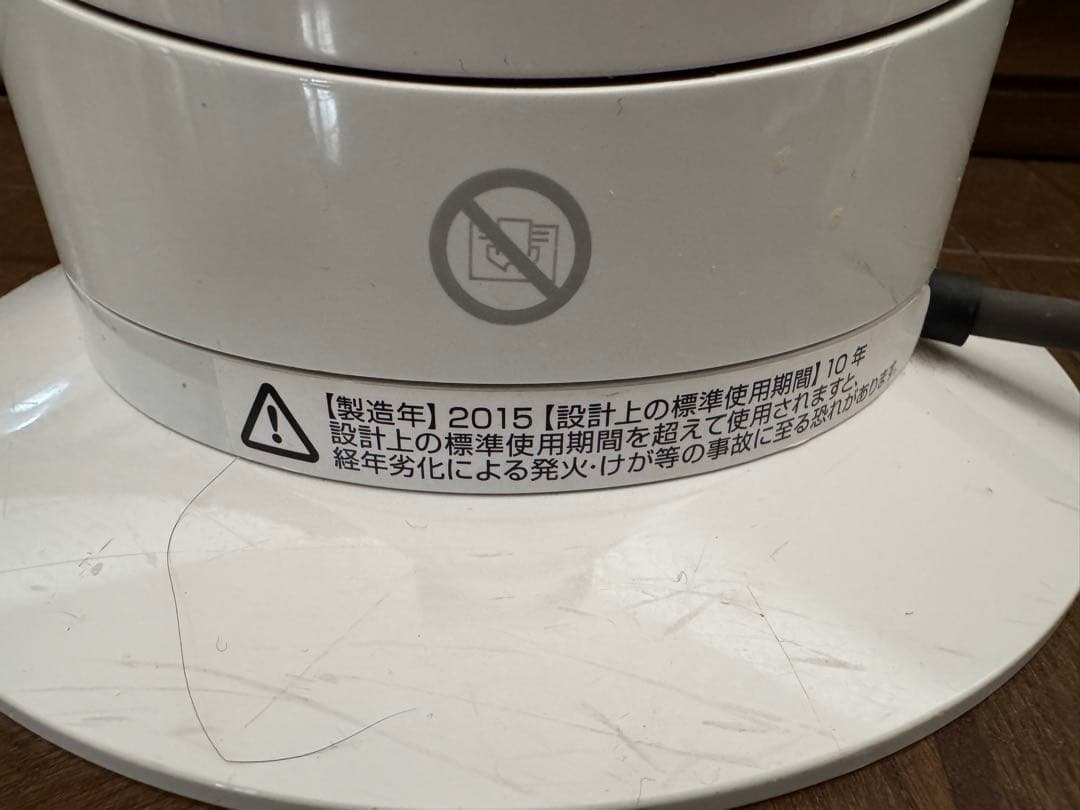 【製造年】2015【設計上の標準使用期間】10年
設計上の標準使用期間を超えて使用されますと、
経年劣化による発火・けが等の事故に至る恐れがあります。